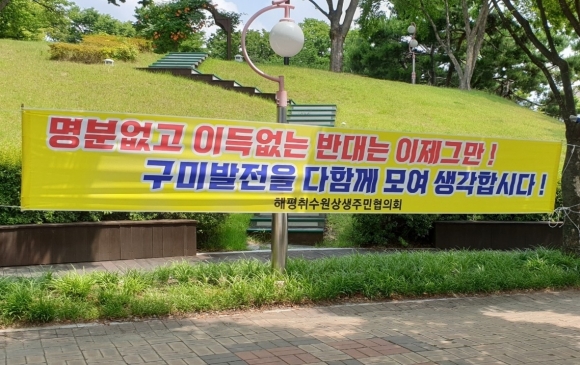 명분없고 이득없는 반대는 이제그만 !
구미발전을 다함께 모여 생각합시다 !
해평취수원상생주민협의회